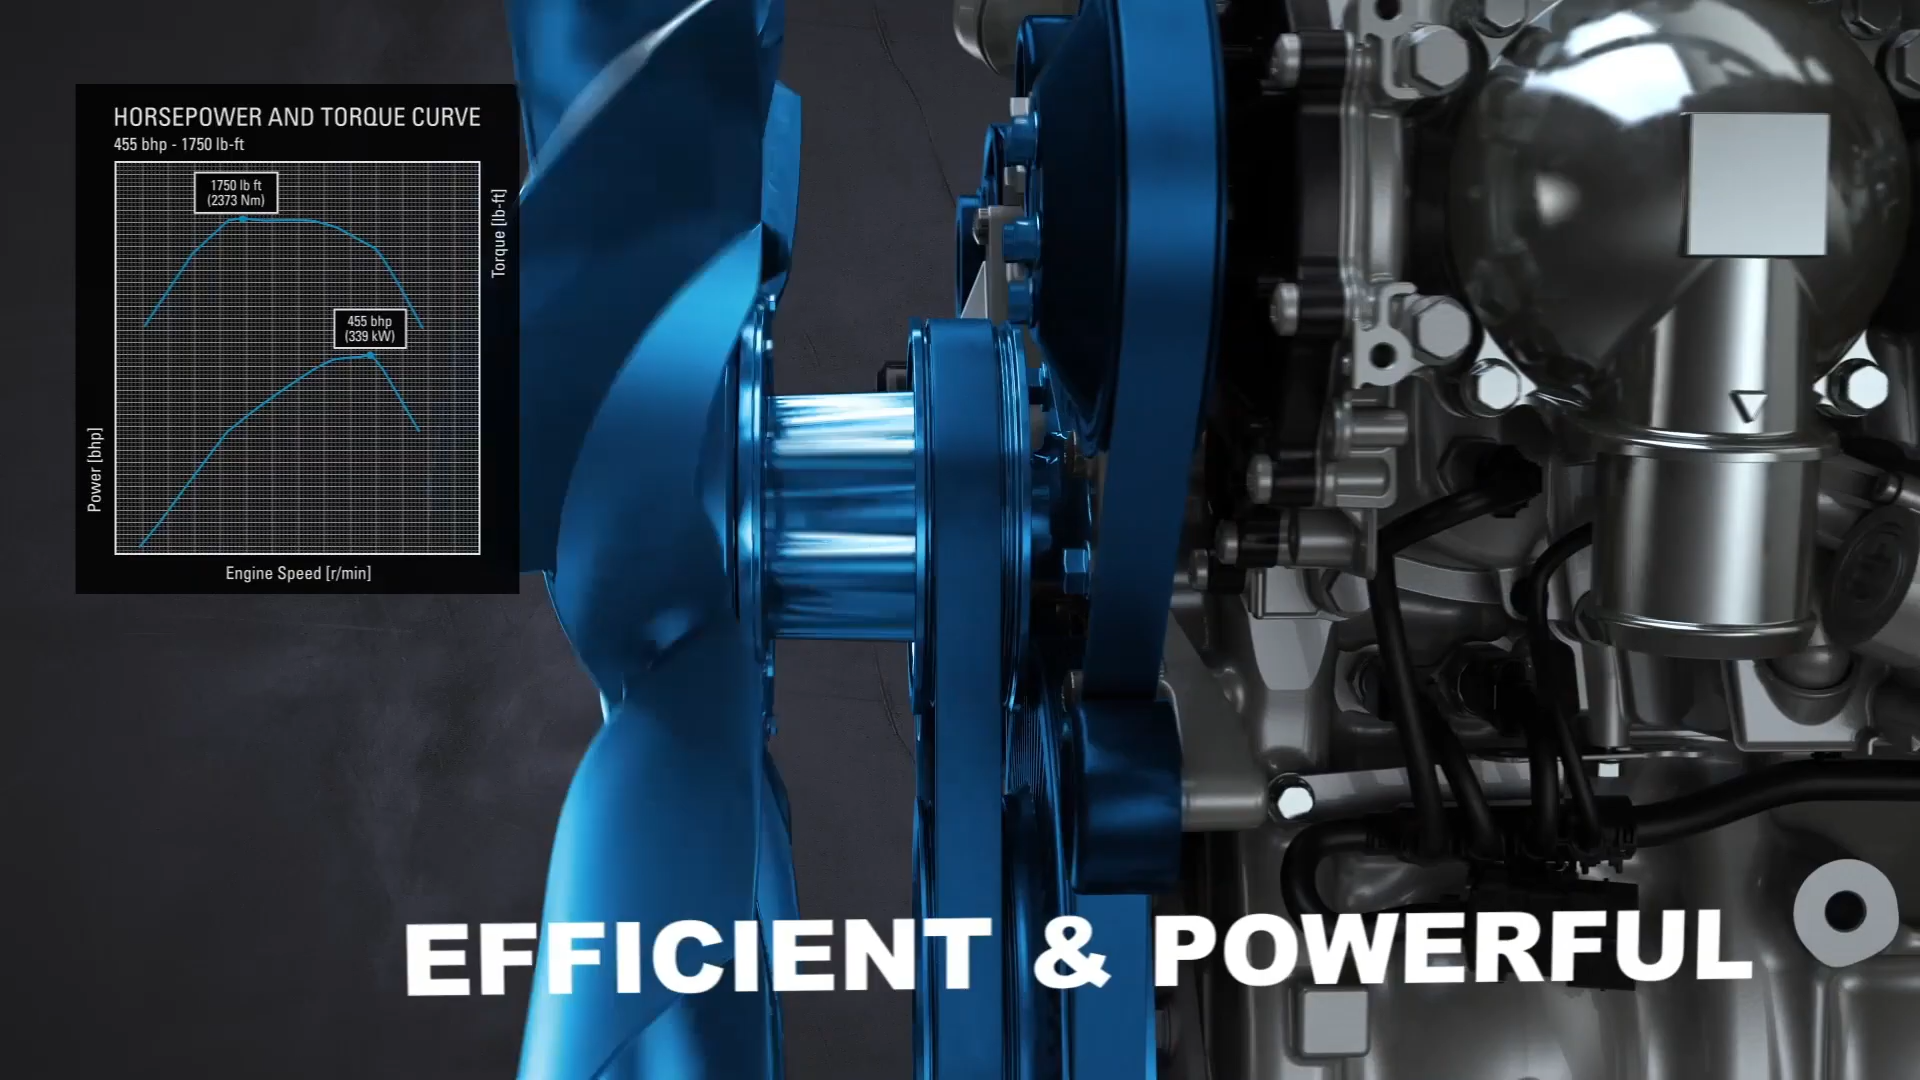 HORSEPOWER AND TORQUE CURVE
455 bhp - 1750 lb-ft
1750 lb ft
(2373 Nm)
Torque [lb-ft]
455 bhp
(339 kW)
Power [bhp]
Engine Speed [r/min]
EFFICIENT & POWERFUL